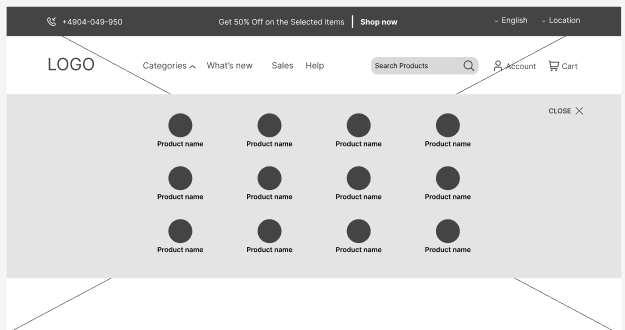 +4904-049-950 Get 50% Off on the Selected items Shop now English Location
LOGO Categories What's new Sales Help Search Products Account Cart
CLOSE
Product name Product name Product name Product name
Product name Product name Product name Product name
Product name Product name Product name Product name